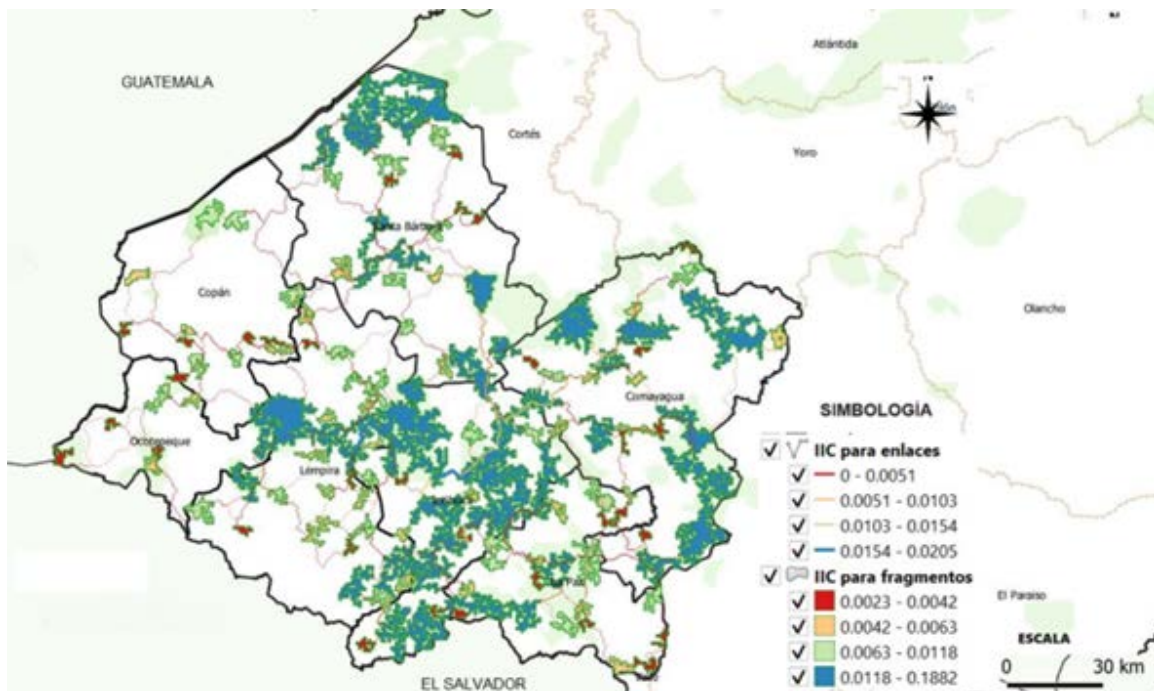 Atlántida
GUATEMALA
Cortés
Yoro
Santa Bárbara
Copán
Olancho
Comayagua
Ocotepeque
Lempira
La Paz
EL SALVADOR
SIMBOLOGÍA
IIC para enlaces
0 - 0.0051
0.0051 - 0.0103
0.0103 - 0.0154
0.0154 - 0.0205
IIC para fragmentos
0.0023 - 0.0042
0.0042 - 0.0063
0.0063 - 0.0118
0.0118 - 0.1882
El Paraíso
ESCALA
0 30 km